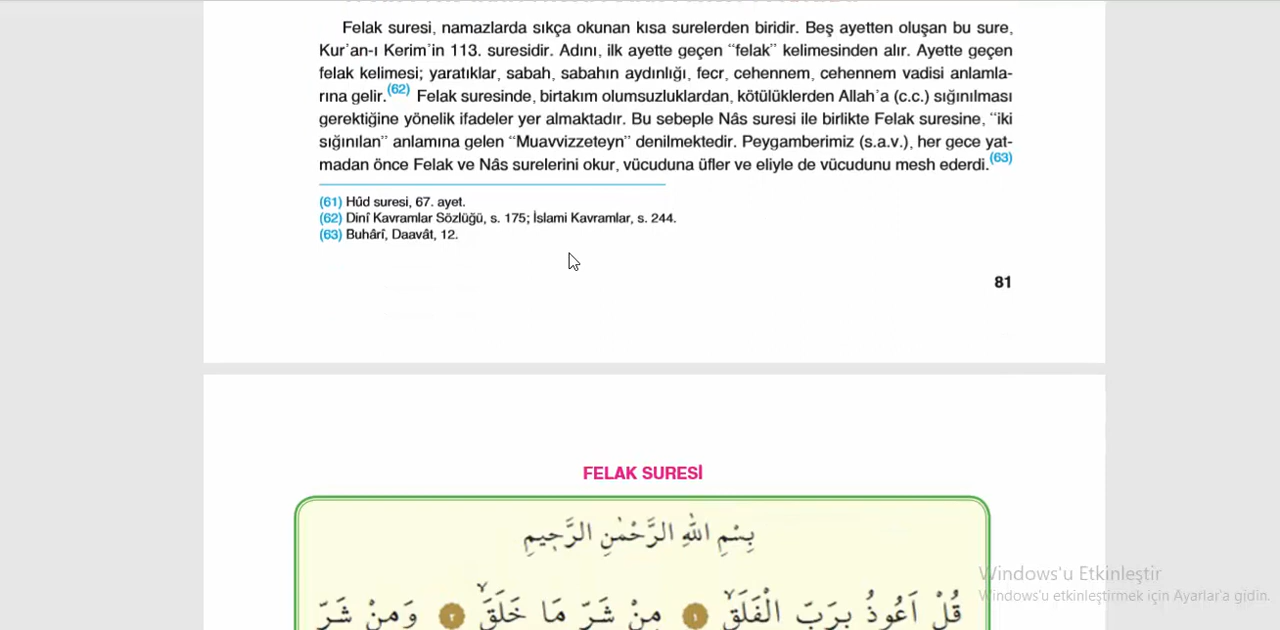 Felak suresi, namazlarda sıkça okunan kısa surelerden biridir. Beş ayetten oluşan bu sure,
Kur’an-ı Kerim’in 113. suresidir. Adını, ilk ayette geçen “felak” kelimesinden alır. Ayette geçen
felak kelimesi; yaratıklar, sabah, sabahın aydınlığı, fecr, cehennem, cehennem vadisi anlamla-
rına gelir.(62) Felak suresinde, birtakım olumsuzluklardan, kötülüklerden Allah’a (c.c.) sığınılması
gerektiğine yönelik ifadeler yer almaktadır. Bu sebeple Nâs suresi ile birlikte Felak suresine, “iki
sığınılan” anlamına gelen “Muavvizzeteyn” denilmektedir. Peygamberimiz (s.a.v.), her gece yat-
madan önce Felak ve Nâs surelerini okur, vücuduna üfler ve eliyle de vücudunu mesh ederdi.(63)
(61) Hûd suresi, 67. ayet.
(62) Dinî Kavramlar Sözlüğü, s. 175; İslami Kavramlar, s. 244.
(63) Buhârî, Daavât, 12.
81
FELAK SURESİ
بِسْمِ اللهِ الرَّحْمٰنِ الرَّحِيمِ
قُلْ اَعُوذُ بِرَبِّ الْفَلَقِۙ ١ مِنْ شَرِّ مَا خَلَقَۙ ٢ وَمِنْ شَرِّ
Windows'u Etkinleştir
Windows'u etkinleştirmek için Ayarlar'a gidin.